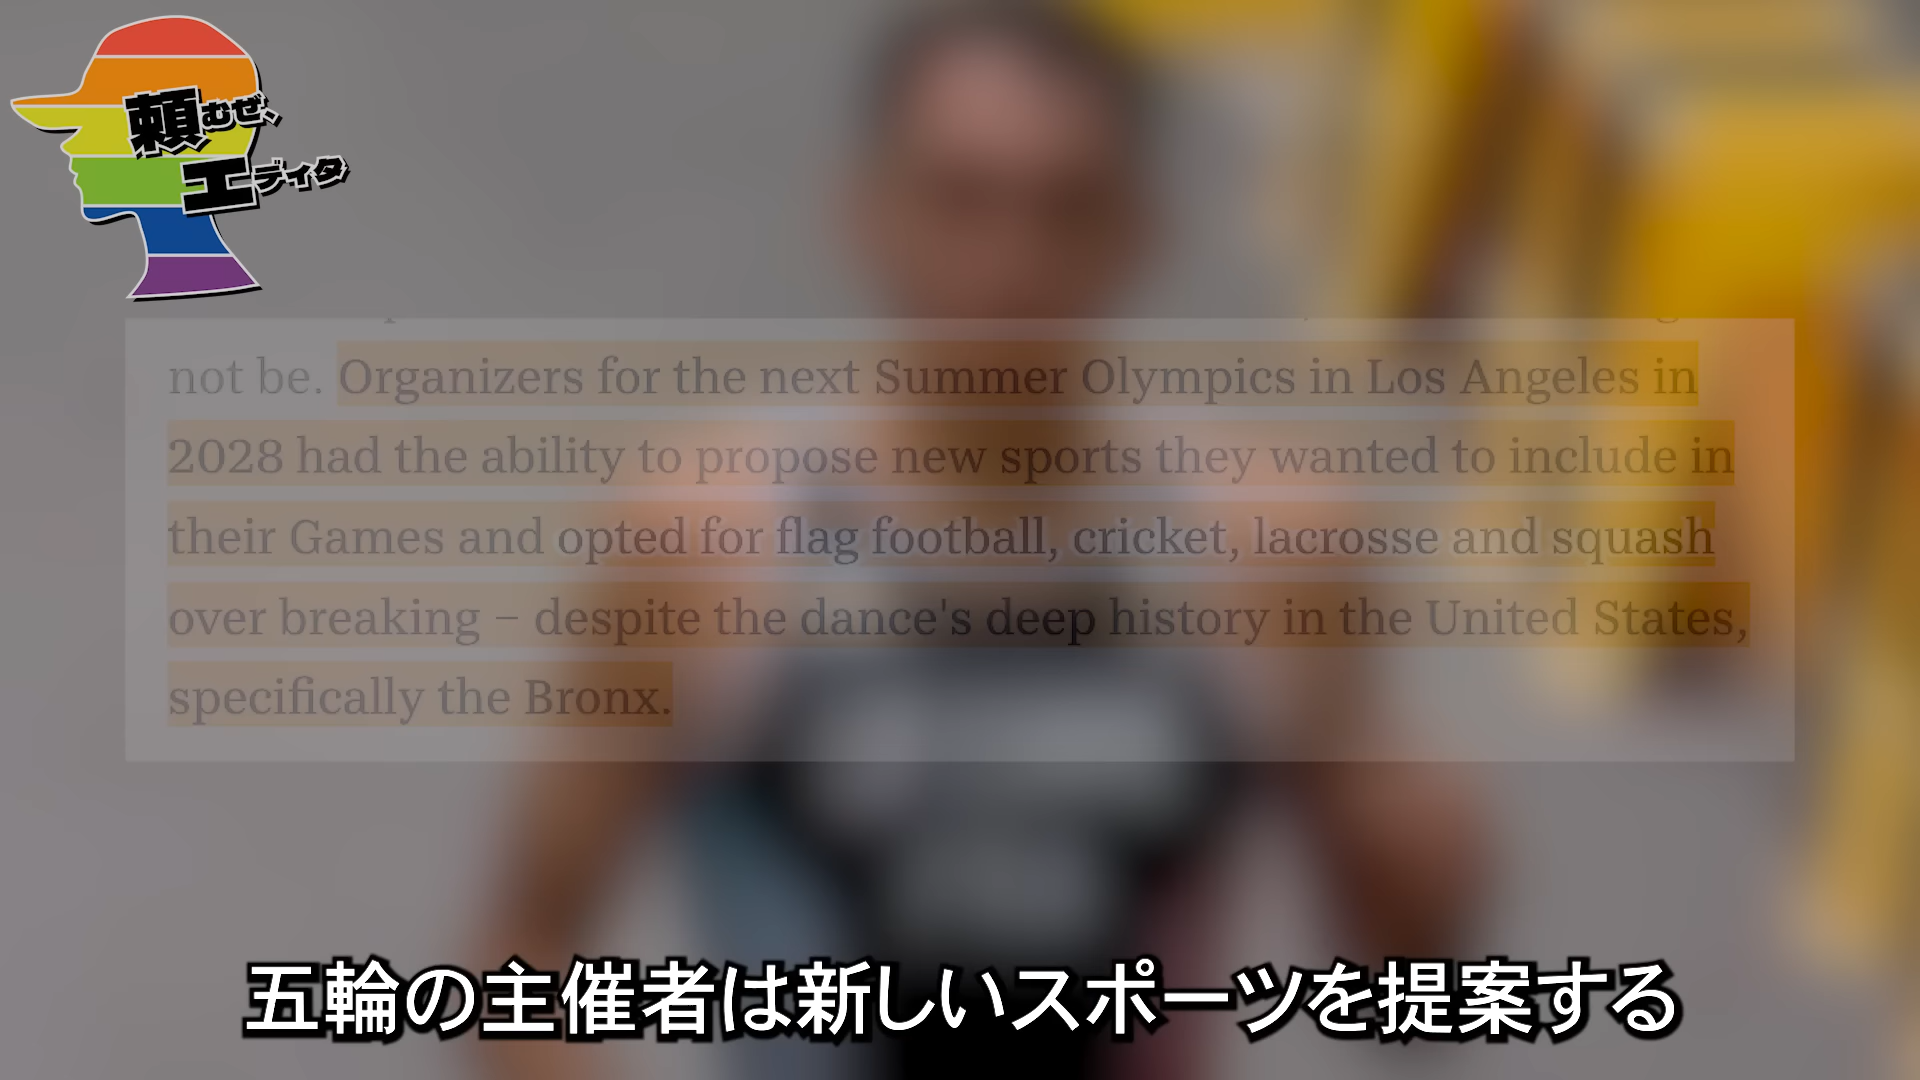 頼むぜ、
エディタ
not be. Organizers for the next Summer Olympics in Los Angeles in
2028 had the ability to propose new sports they wanted to include in
their Games and opted for flag football, cricket, lacrosse and squash
over breaking – despite the dance's deep history in the United States,
specifically the Bronx.
五輪の主催者は新しいスポーツを提案する